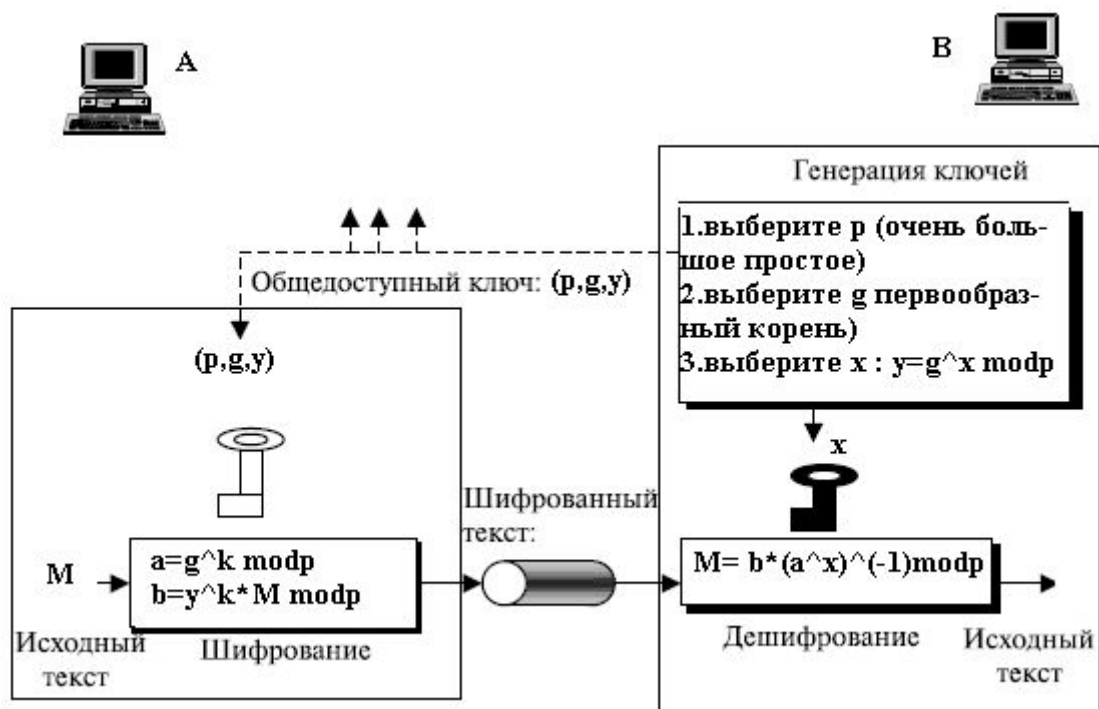 A
B
Генерация ключей
1.выберите p (очень боль-
шое простое)
2.выберите g первообраз-
ный корень)
3.выберите x : y=g^x modp
Общедоступный ключ: (p,g,y)
(p,g,y)
x
Шифрованный
текст:
M
a=g^k modp
b=y^k*M modp
M= b*(a^x)^(-1)modp
Исходный
текст
Шифрование
Дешифрование
Исходный
текст